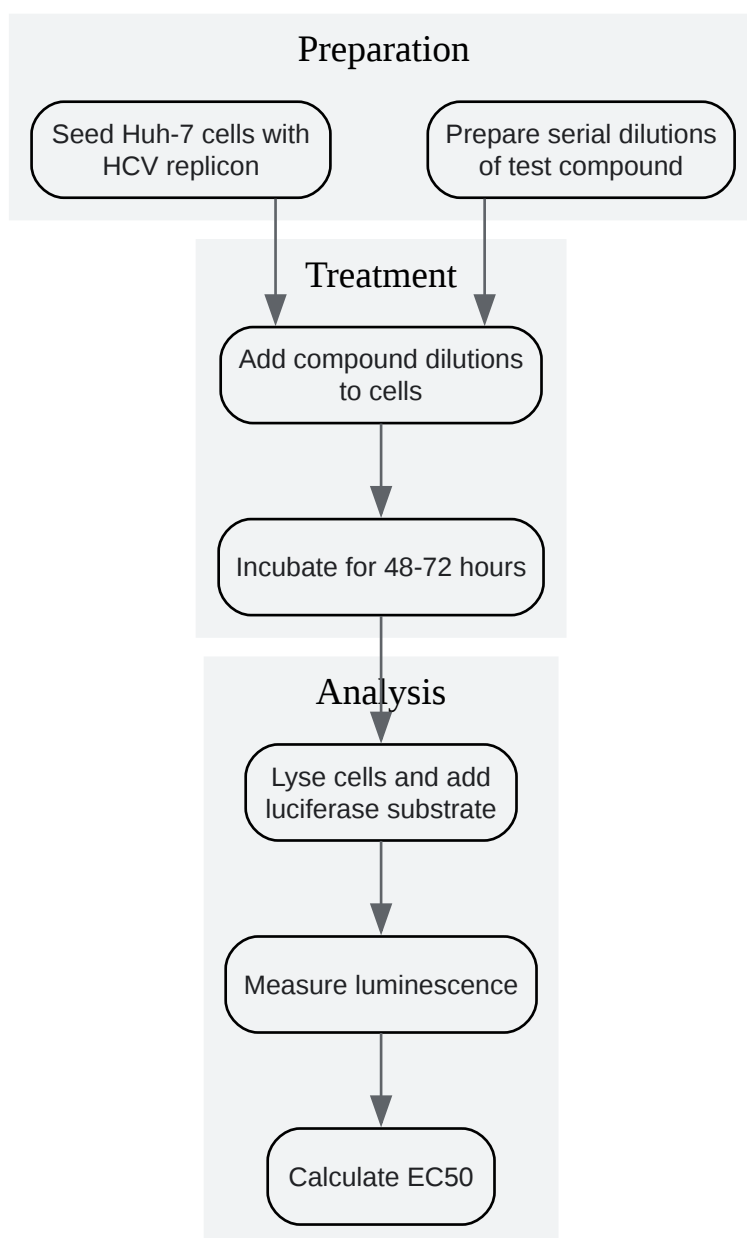 Preparation
Seed Huh-7 cells with
HCV replicon
Prepare serial dilutions
of test compound
Treatment
Add compound dilutions
to cells
Incubate for 48-72 hours
Analysis
Lyse cells and add
luciferase substrate
Measure luminescence
Calculate EC50